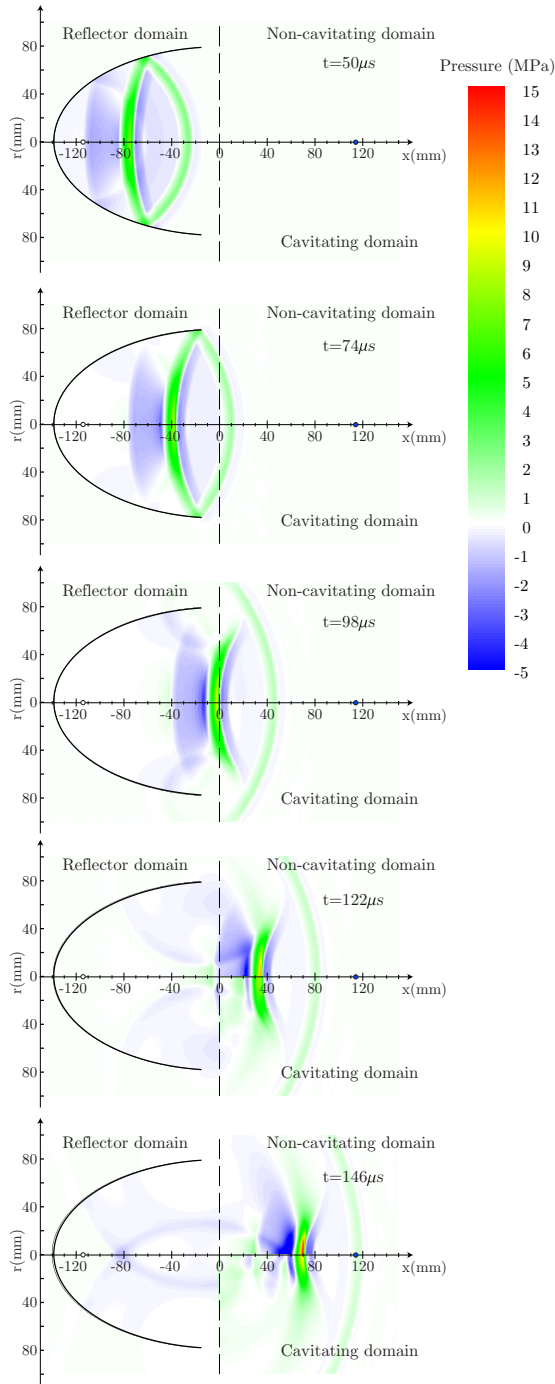 80
Reflector domain
Non-cavitating domain
t=50μs
40
r(mm)
0
-120
-80
-40
0
40
80
120
x(mm)
40
80
Cavitating domain
Pressure (MPa)
15
14
13
12
11
10
9
8
7
6
5
4
3
2
1
0
-1
-2
-3
-4
-5
80
Reflector domain
Non-cavitating domain
t=74μs
40
r(mm)
0
-120
-80
-40
0
40
80
120
x(mm)
40
80
Cavitating domain
80
Reflector domain
Non-cavitating domain
t=98μs
40
r(mm)
0
-120
-80
-40
0
40
80
120
x(mm)
40
80
Cavitating domain
80
Reflector domain
Non-cavitating domain
t=122μs
40
r(mm)
0
-120
-80
-40
0
40
80
120
x(mm)
40
80
Cavitating domain
80
Reflector domain
Non-cavitating domain
t=146μs
40
r(mm)
0
-120
-80
-40
0
40
80
120
x(mm)
40
80
Cavitating domain